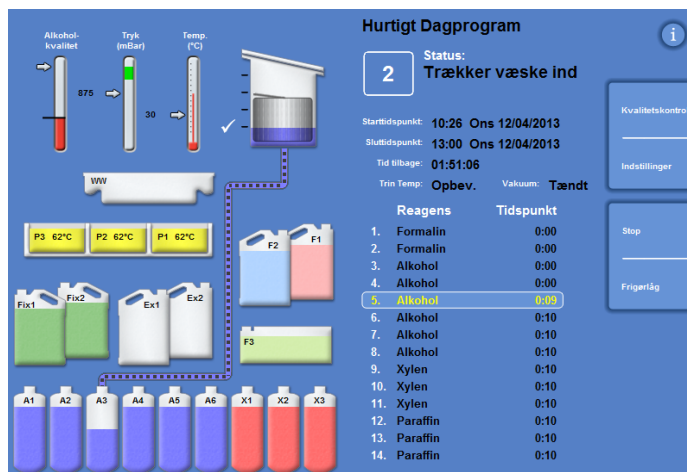 Alkohol-
kvalitet
Tryk
(mBar)
Temp.
(°C)
875
30
WW
P3 62°C
P2 62°C
P1 62°C
F2
F1
Fix1
Fix2
Ex1
Ex2
F3
A1
A2
A3
A4
A5
A6
X1
X2
X3
Hurtigt Dagprogram
i
2
Status:
Trækker væske ind
Starttidspunkt: 10:26 Ons 12/04/2013
Sluttidspunkt: 13:00 Ons 12/04/2013
Tid tilbage: 01:51:06
Trin Temp: Opbev. Vakuum: Tændt
Reagens Tidspunkt
1. Formalin 0:00
2. Formalin 0:00
3. Alkohol 0:00
4. Alkohol 0:00
5. Alkohol 0:09
6. Alkohol 0:10
7. Alkohol 0:10
8. Alkohol 0:10
9. Xylen 0:10
10. Xylen 0:10
11. Xylen 0:10
12. Paraffin 0:10
13. Paraffin 0:10
14. Paraffin 0:10
Kvalitetskontrol
Indstillinger
Stop
Frigørlåg